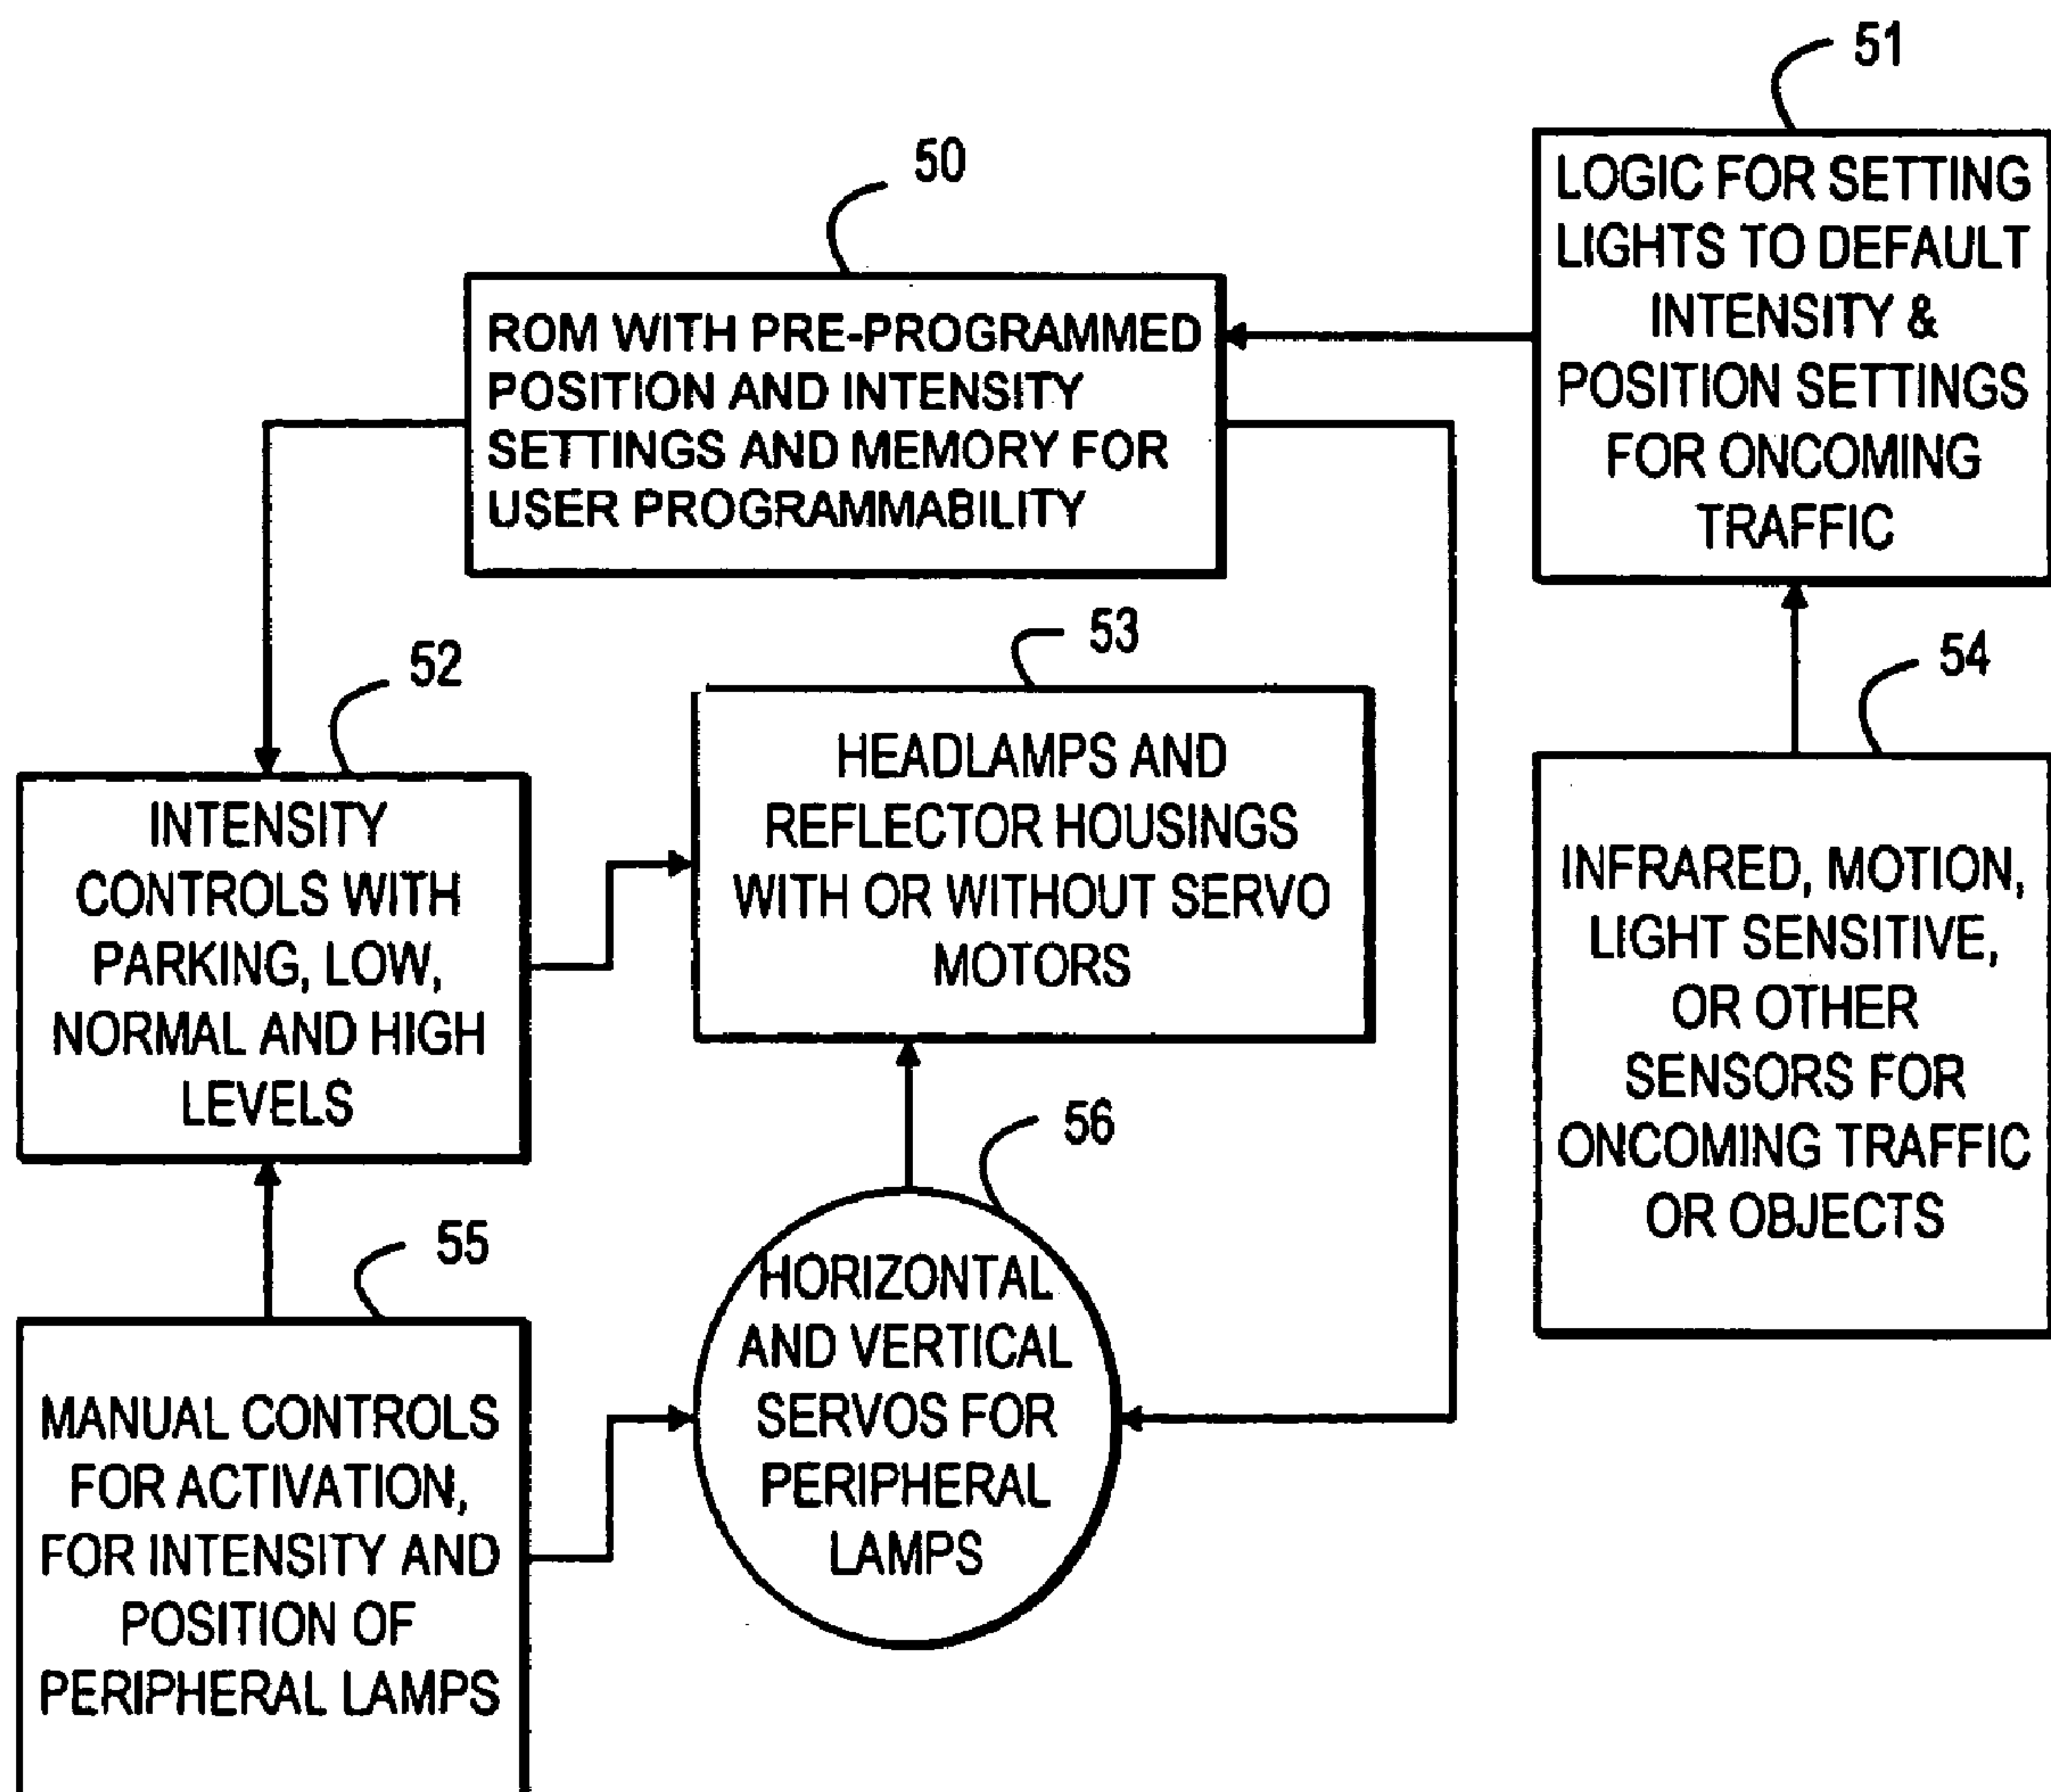 51
LOGIC FOR SETTING
LIGHTS TO DEFAULT
INTENSITY &
POSITION SETTINGS
FOR ONCOMING
TRAFFIC
50
ROM WITH PRE-PROGRAMMED
POSITION AND INTENSITY
SETTINGS AND MEMORY FOR
USER PROGRAMMABILITY
52
INTENSITY
CONTROLS WITH
PARKING, LOW,
NORMAL AND HIGH
LEVELS
53
HEADLAMPS AND
REFLECTOR HOUSINGS
WITH OR WITHOUT SERVO
MOTORS
54
INFRARED, MOTION,
LIGHT SENSITIVE,
OR OTHER
SENSORS FOR
ONCOMING TRAFFIC
OR OBJECTS
55
MANUAL CONTROLS
FOR ACTIVATION,
FOR INTENSITY AND
POSITION OF
PERIPHERAL LAMPS
56
HORIZONTAL
AND VERTICAL
SERVOS FOR
PERIPHERAL
LAMPS